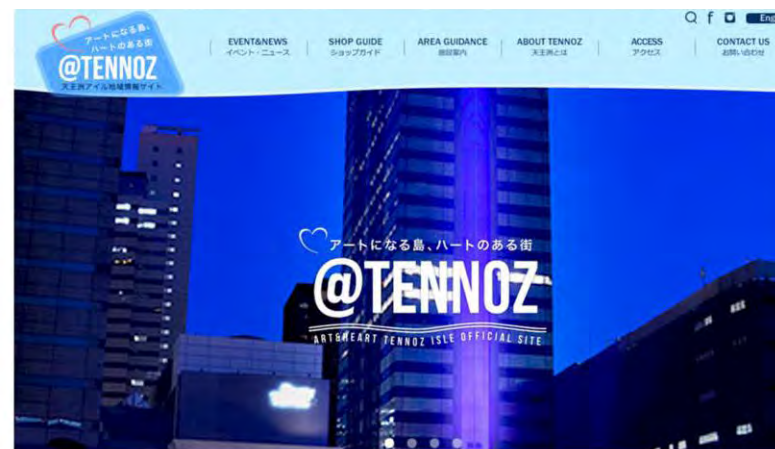 アートになる島、
ハートのある街
@TENNOZ
天王洲アイル地域情報サイト
EVENT&NEWS
イベント・ニュース
SHOP GUIDE
ショップガイド
AREA GUIDANCE
施設案内
ABOUT TENNOZ
天王洲とは
ACCESS
アクセス
CONTACT US
お問い合わせ
アートになる島、ハートのある街
@TENNOZ
ART&HEART TENNOZ ISLE OFFICIAL SITE